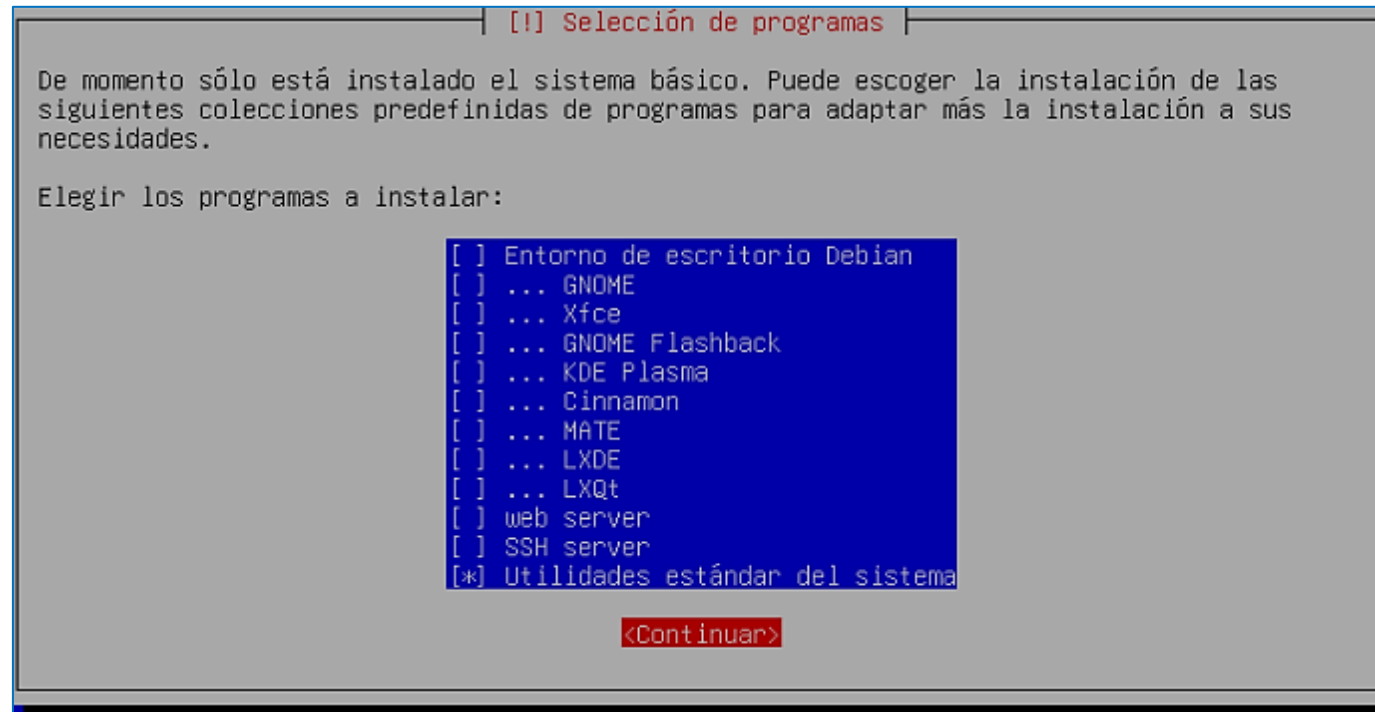 [!] Selección de programas
De momento sólo está instalado el sistema básico. Puede escoger la instalación de las
siguientes colecciones predefinidas de programas para adaptar más la instalación a sus
necesidades.
Elegir los programas a instalar:
[ ] Entorno de escritorio Debian
[ ] ... GNOME
[ ] ... Xfce
[ ] ... GNOME Flashback
[ ] ... KDE Plasma
[ ] ... Cinnamon
[ ] ... MATE
[ ] ... LXDE
[ ] ... LXQt
[ ] web server
[ ] SSH server
[*] Utilidades estándar del sistema
<Continuar>